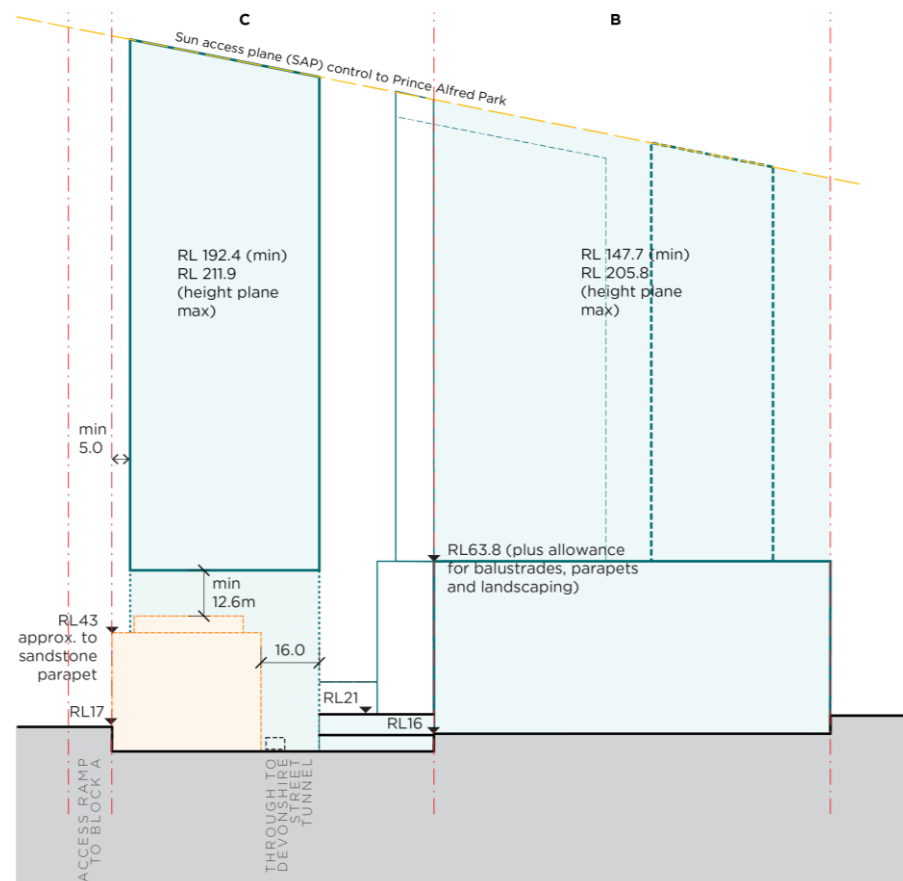 C
B
Sun access plane (SAP) control to Prince Alfred Park
RL 192.4 (min)
RL 211.9
(height plane
max)
RL 147.7 (min)
RL 205.8
(height plane
max)
min
5.0
RL63.8 (plus allowance
for balustrades, parapets
and landscaping)
min
12.6m
RL43
approx. to
sandstone
parapet
16.0
RL21
RL17
RL16
ACCESS RAMP
TO BLOCK A
THROUGH TO
DEVONSHIRE
STREET
TUNNEL